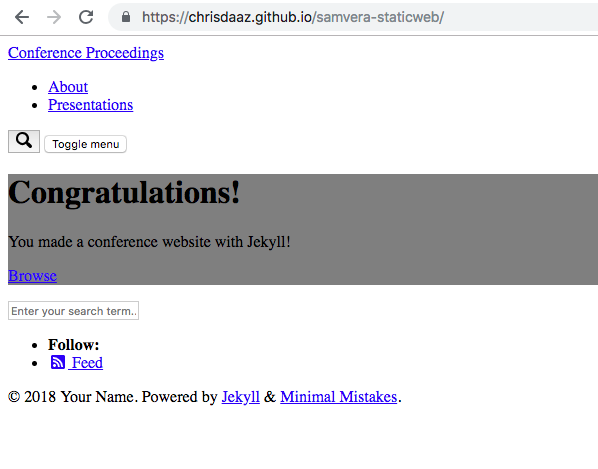 https://chrisdaaz.github.io/samvera-staticweb/
Conference Proceedings
About
Presentations
Toggle menu
Congratulations!
You made a conference website with Jekyll!
Browse
Enter your search term..
Follow:
Feed
© 2018 Your Name. Powered by Jekyll & Minimal Mistakes.